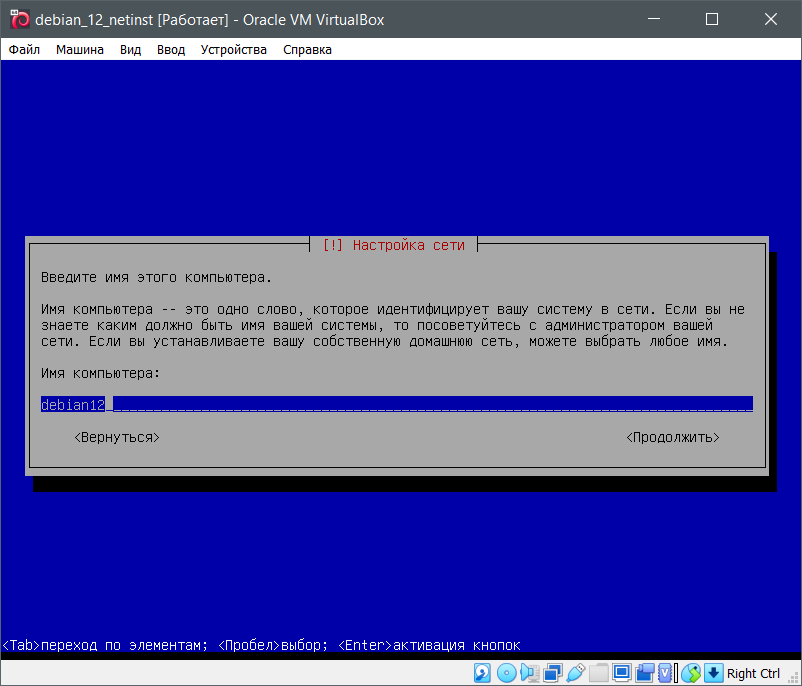 debian_12_netinst [Работает] - Oracle VM VirtualBox
Файл Машина Вид Ввод Устройства Справка
[!] Настройка сети
Введите имя этого компьютера.
Имя компьютера -- это одно слово, которое идентифицирует вашу систему в сети. Если вы не
знаете каким должно быть имя вашей системы, то посоветуйтесь с администратором вашей
сети. Если вы устанавливаете вашу собственную домашнюю сеть, можете выбрать любое имя.
Имя компьютера:
debian12
<Вернуться> <Продолжить>
<Tab>переход по элементам; <Пробел>выбор; <Enter>активация кнопок
Right Ctrl